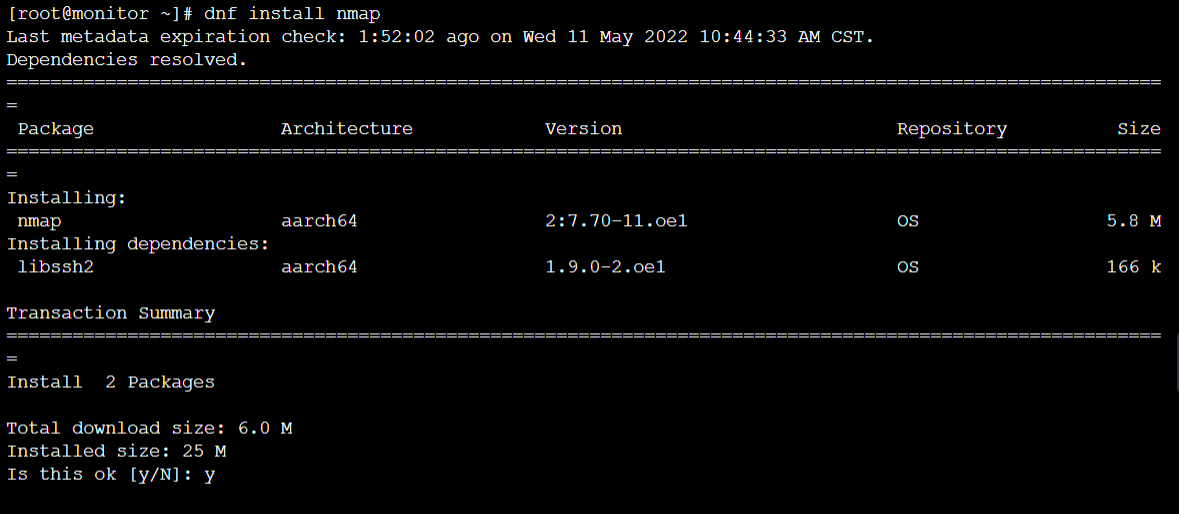 [root@monitor ~]# dnf install nmap
Last metadata expiration check: 1:52:02 ago on Wed 11 May 2022 10:44:33 AM CST.
Dependencies resolved.
=========================================================================================================
=
 Package                 Architecture            Version                         Repository          Size
=========================================================================================================
=
Installing:
 nmap                    aarch64                 2:7.70-11.oe1                   OS                 5.8 M
Installing dependencies:
 libssh2                 aarch64                 1.9.0-2.oe1                     OS                 166 k
Transaction Summary
=========================================================================================================
=
Install  2 Packages
Total download size: 6.0 M
Installed size: 25 M
Is this ok [y/N]: y